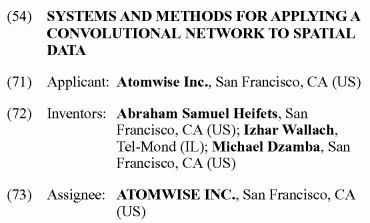 (54) SYSTEMS AND METHODS FOR APPLYING A
CONVOLUTIONAL NETWORK TO SPATIAL
DATA
(71) Applicant: Atomwise Inc., San Francisco, CA (US)
(72) Inventors: Abraham Samuel Heifets, San
Francisco, CA (US); Izhar Wallach,
Tel-Mond (IL); Michael Dzamba, San
Francisco, CA (US)
(73) Assignee: ATOMWISE INC., San Francisco, CA
(US)